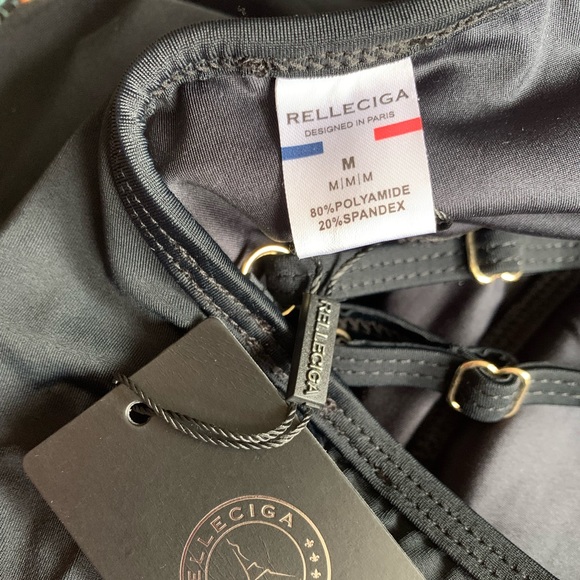 RELLECIGA
DESIGNED IN PARIS
M
M|M|M
80%POLYAMIDE
20%SPANDEX
RELLECIGA
RELLECIGA